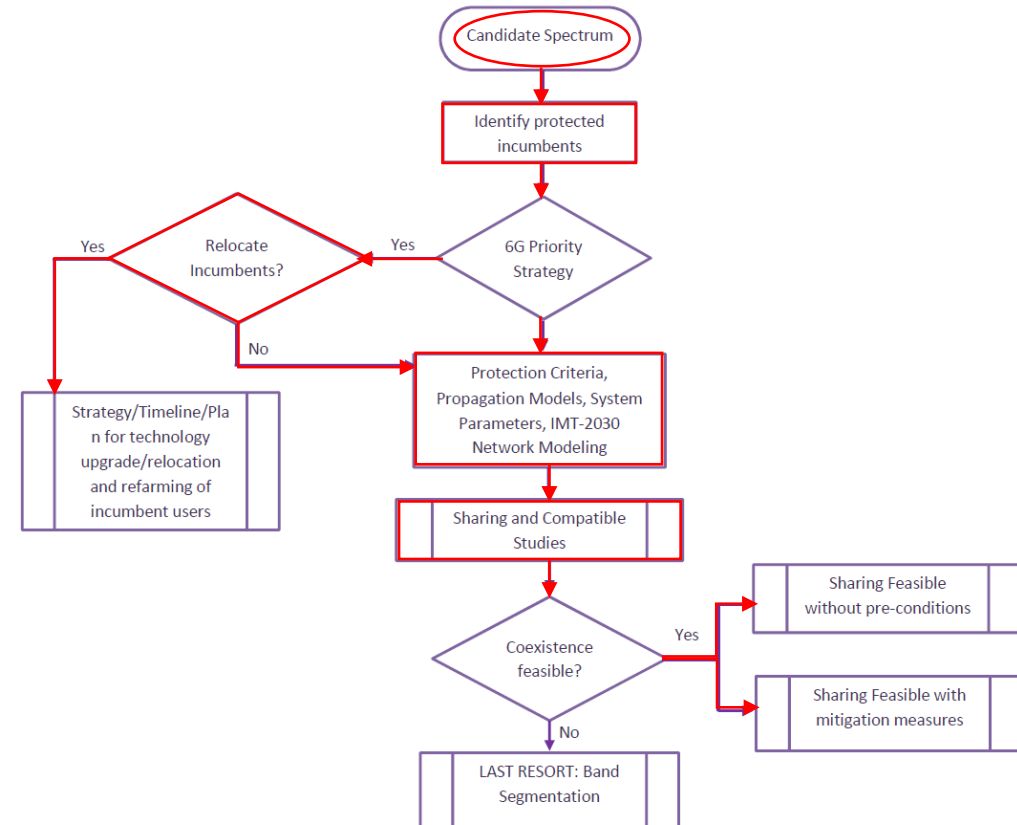 Candidate Spectrum
Identify protected
incumbents
Yes
Relocate
Incumbents?
Yes
6G Priority
Strategy
No
Protection Criteria,
Propagation Models, System
Parameters, IMT-2030
Network Modeling
Strategy/Timeline/Pla
n for technology
upgrade/relocation
and refarming of
incumbent users
Sharing and Compatible
Studies
Sharing Feasible
without pre-conditions
Coexistence
feasible?
Yes
Sharing Feasible with
mitigation measures
No
LAST RESORT: Band
Segmentation